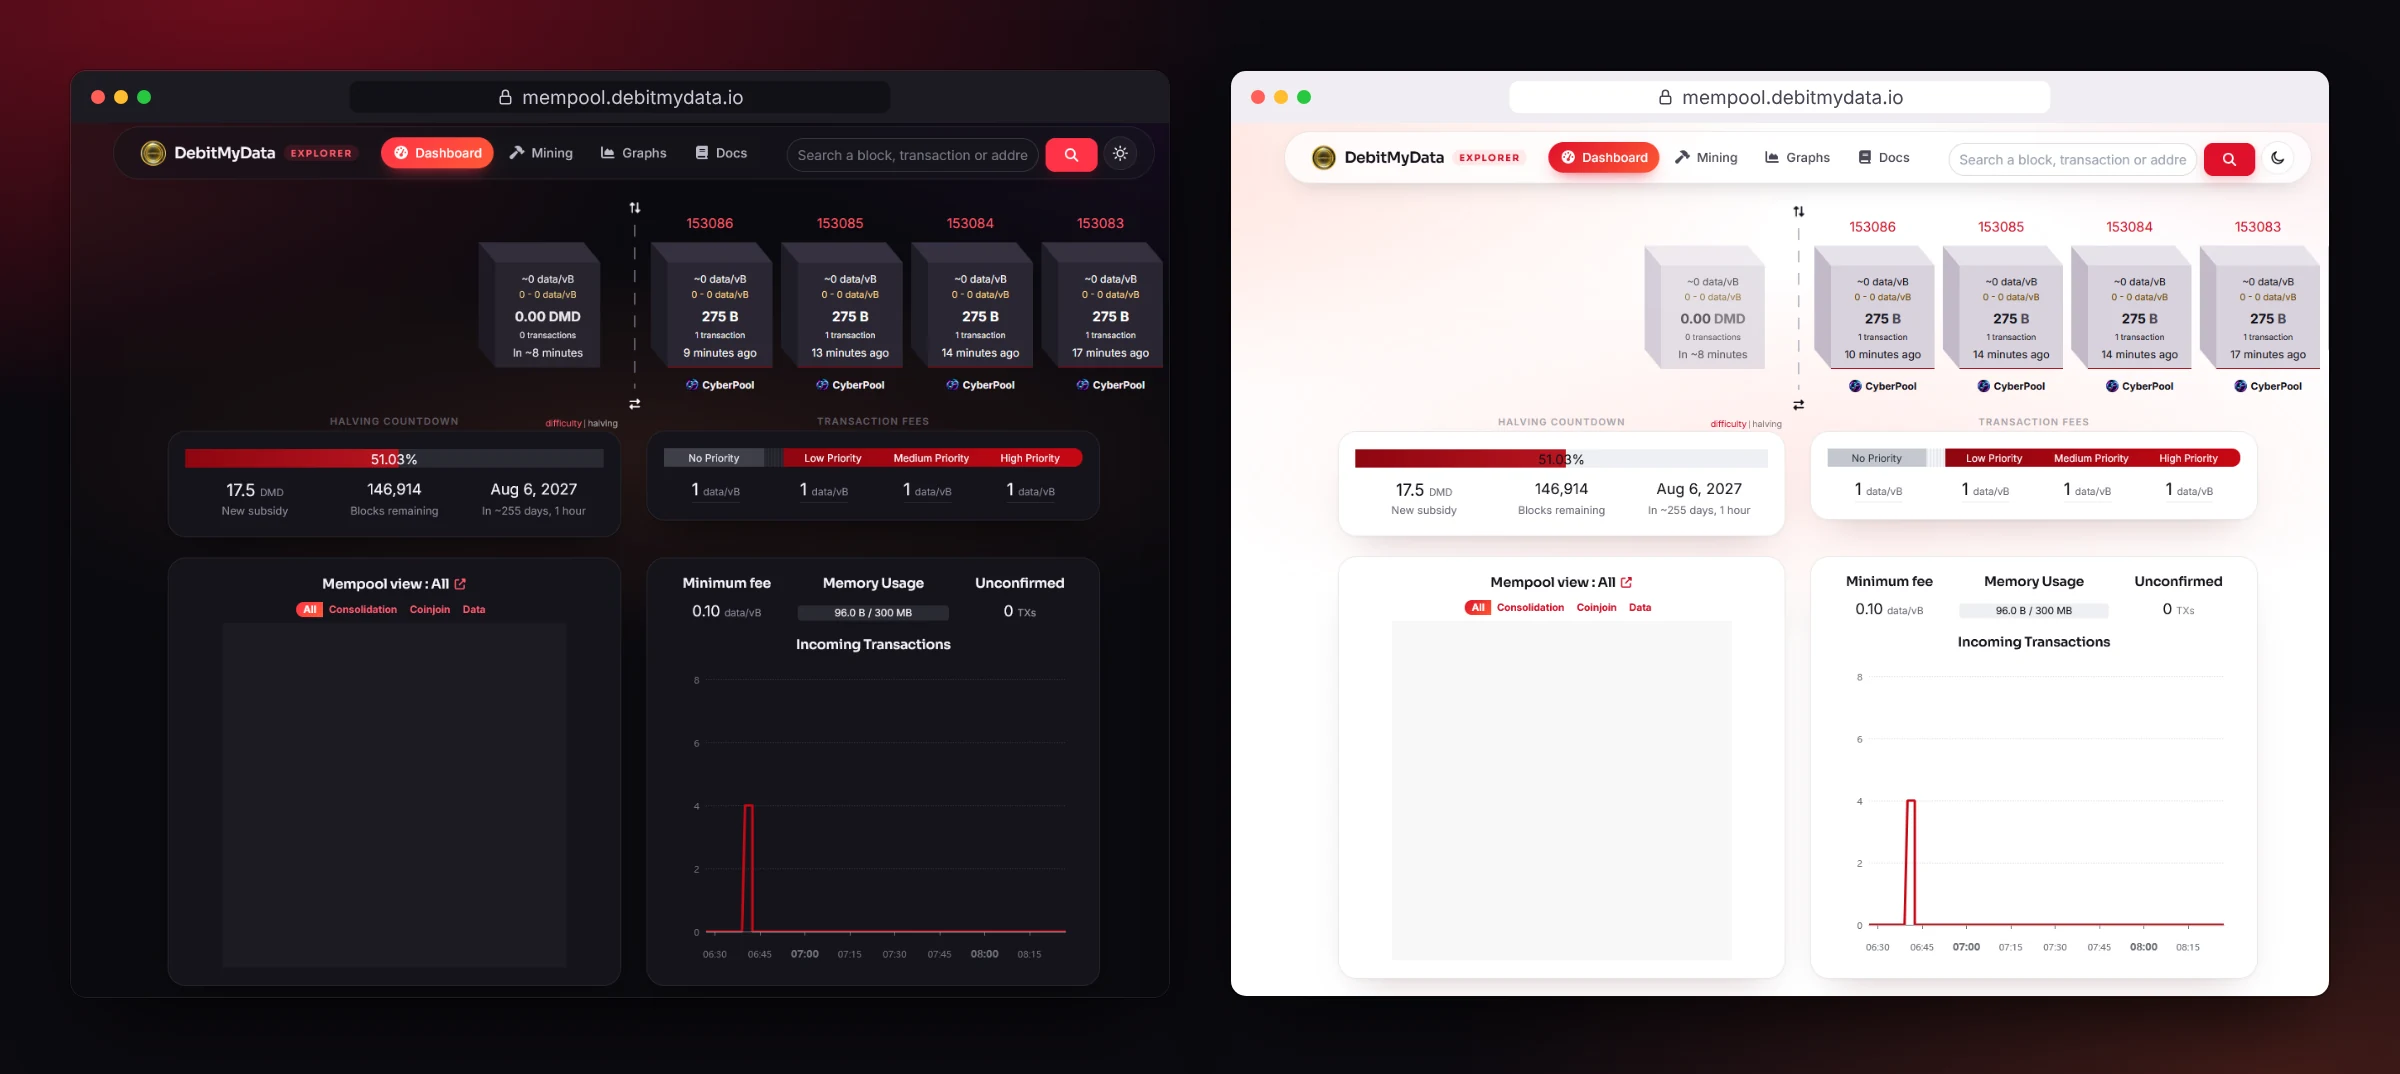 mempool.debitmydata.io
DebitMyData EXPLORER Dashboard Mining Graphs Docs Search a block, transaction or addre
153086 153085 153084 153083
~0 data/vB ~0 data/vB ~0 data/vB ~0 data/vB ~0 data/vB
0 - 0 data/vB 0 - 0 data/vB 0 - 0 data/vB 0 - 0 data/vB 0 - 0 data/vB
0.00 DMD 275 B 275 B 275 B 275 B
0 transactions 1 transaction 1 transaction 1 transaction 1 transaction
In ~8 minutes 9 minutes ago 13 minutes ago 14 minutes ago 17 minutes ago
CyberPool CyberPool CyberPool CyberPool
HALVING COUNTDOWN difficulty | halving
51.03%
17.5 DMD 146,914 Aug 6, 2027
New subsidy Blocks remaining In ~255 days, 1 hour
TRANSACTION FEES
No Priority Low Priority Medium Priority High Priority
1 data/vB 1 data/vB 1 data/vB 1 data/vB
Mempool view : All
All Consolidation Coinjoin Data
Minimum fee Memory Usage Unconfirmed
0.10 data/vB 96.0 B / 300 MB 0 TXs
Incoming Transactions
8
6
4
2
0
06:30 06:45 07:00 07:15 07:30 07:45 08:00 08:15
mempool.debitmydata.io
DebitMyData EXPLORER Dashboard Mining Graphs Docs Search a block, transaction or addre
153086 153085 153084 153083
~0 data/vB ~0 data/vB ~0 data/vB ~0 data/vB ~0 data/vB
0 - 0 data/vB 0 - 0 data/vB 0 - 0 data/vB 0 - 0 data/vB 0 - 0 data/vB
0.00 DMD 275 B 275 B 275 B 275 B
0 transactions 1 transaction 1 transaction 1 transaction 1 transaction
In ~8 minutes 10 minutes ago 14 minutes ago 14 minutes ago 17 minutes ago
CyberPool CyberPool CyberPool CyberPool
HALVING COUNTDOWN difficulty | halving
51.03%
17.5 DMD 146,914 Aug 6, 2027
New subsidy Blocks remaining In ~255 days, 1 hour
TRANSACTION FEES
No Priority Low Priority Medium Priority High Priority
1 data/vB 1 data/vB 1 data/vB 1 data/vB
Mempool view : All
All Consolidation Coinjoin Data
Minimum fee Memory Usage Unconfirmed
0.10 data/vB 96.0 B / 300 MB 0 TXs
Incoming Transactions
8
6
4
2
0
06:30 06:45 07:00 07:15 07:30 07:45 08:00 08:15